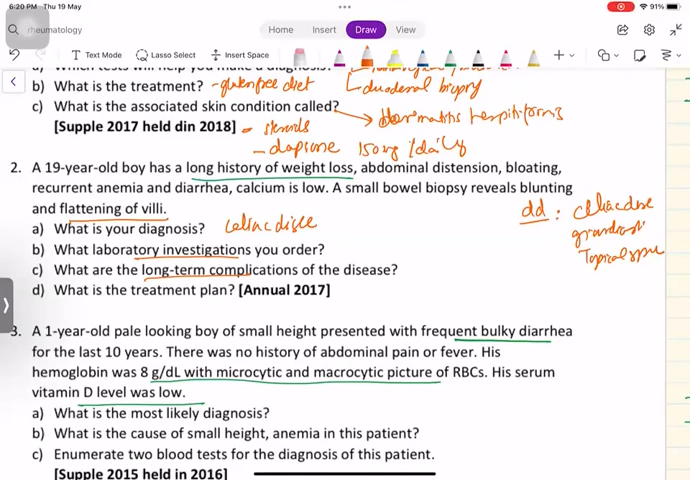 6:20 PM Thu 19 May
91%
rheumatology
Home Insert Draw View
Text Mode Lasso Select Insert Space
b) What is the treatment? - gluten free diet
duodenal biopsy
c) What is the associated skin condition called?
[Supple 2017 held din 2018] - steroids
- dapsone 150mg/daily
2. A 19-year-old boy has a long history of weight loss, abdominal distension, bloating,
recurrent anemia and diarrhea, calcium is low. A small bowel biopsy reveals blunting
and flattening of villi.
dd :
a) What is your diagnosis?
b) What laboratory investigations you order?
c) What are the long-term complications of the disease?
d) What is the treatment plan? [Annual 2017]
3. A 1-year-old pale looking boy of small height presented with frequent bulky diarrhea
for the last 10 years. There was no history of abdominal pain or fever. His
hemoglobin was 8 g/dL with microcytic and macrocytic picture of RBCs. His serum
vitamin D level was low.
a) What is the most likely diagnosis?
b) What is the cause of small height, anemia in this patient?
c) Enumerate two blood tests for the diagnosis of this patient.
[Supple 2015 held in 2016]